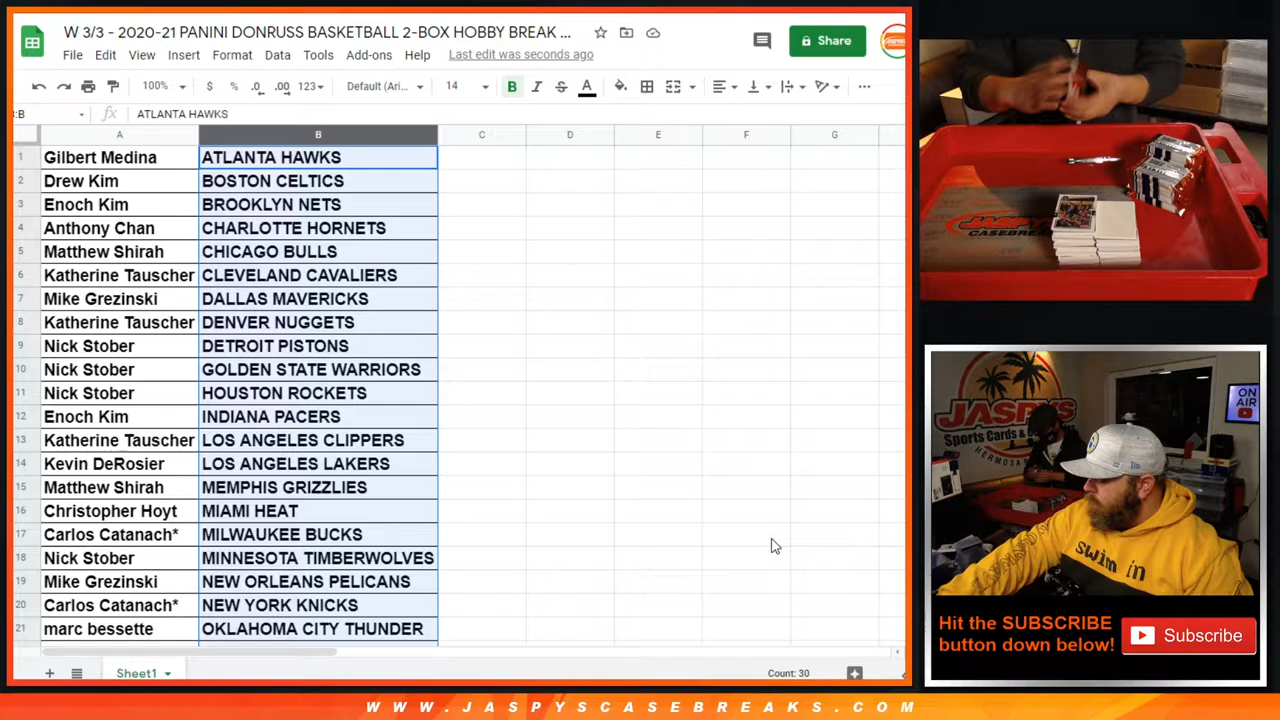 W 3/3 - 2020-21 PANINI DONRUSS BASKETBALL 2-BOX HOBBY BREAK ...
Share
File Edit View Insert Format Data Tools Add-ons Help Last edit was seconds ago
100% $ % .0 .00 123 Default (Ari... 14 B I S A
:B fx ATLANTA HAWKS
A B C D E F G
1 Gilbert Medina ATLANTA HAWKS
2 Drew Kim BOSTON CELTICS
3 Enoch Kim BROOKLYN NETS
4 Anthony Chan CHARLOTTE HORNETS
5 Matthew Shirah CHICAGO BULLS
6 Katherine Tauscher CLEVELAND CAVALIERS
7 Mike Grezinski DALLAS MAVERICKS
8 Katherine Tauscher DENVER NUGGETS
9 Nick Stober DETROIT PISTONS
10 Nick Stober GOLDEN STATE WARRIORS
11 Nick Stober HOUSTON ROCKETS
12 Enoch Kim INDIANA PACERS
13 Katherine Tauscher LOS ANGELES CLIPPERS
14 Kevin DeRosier LOS ANGELES LAKERS
15 Matthew Shirah MEMPHIS GRIZZLIES
16 Christopher Hoyt MIAMI HEAT
17 Carlos Catanach* MILWAUKEE BUCKS
18 Nick Stober MINNESOTA TIMBERWOLVES
19 Mike Grezinski NEW ORLEANS PELICANS
20 Carlos Catanach* NEW YORK KNICKS
21 marc bessette OKLAHOMA CITY THUNDER
Sheet1
Count: 30
JASPYS
CASEBREAKS
JASPYS
Sports Cards &
HERMOSA
ON
AIR
swim in
Hit the SUBSCRIBE
button down below!
Subscribe
WWW.JASPYSCASEBREAKS.COM